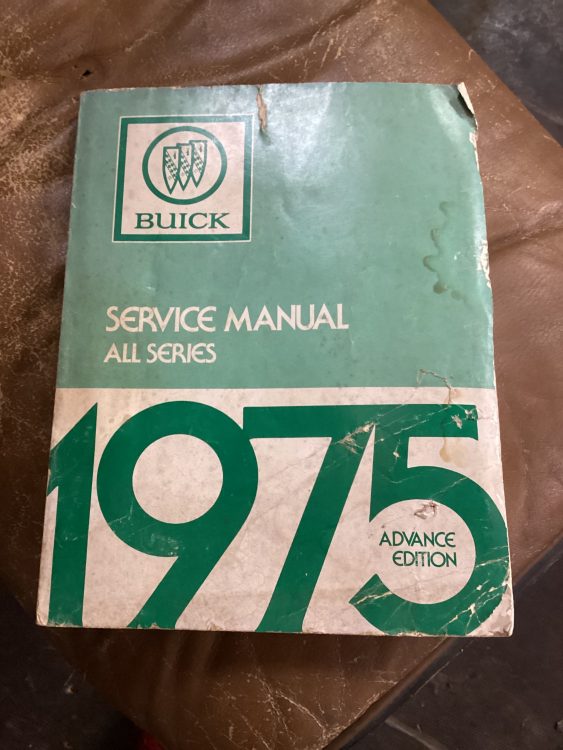 BUICK
SERVICE MANUAL
ALL SERIES
1975
ADVANCE
EDITION